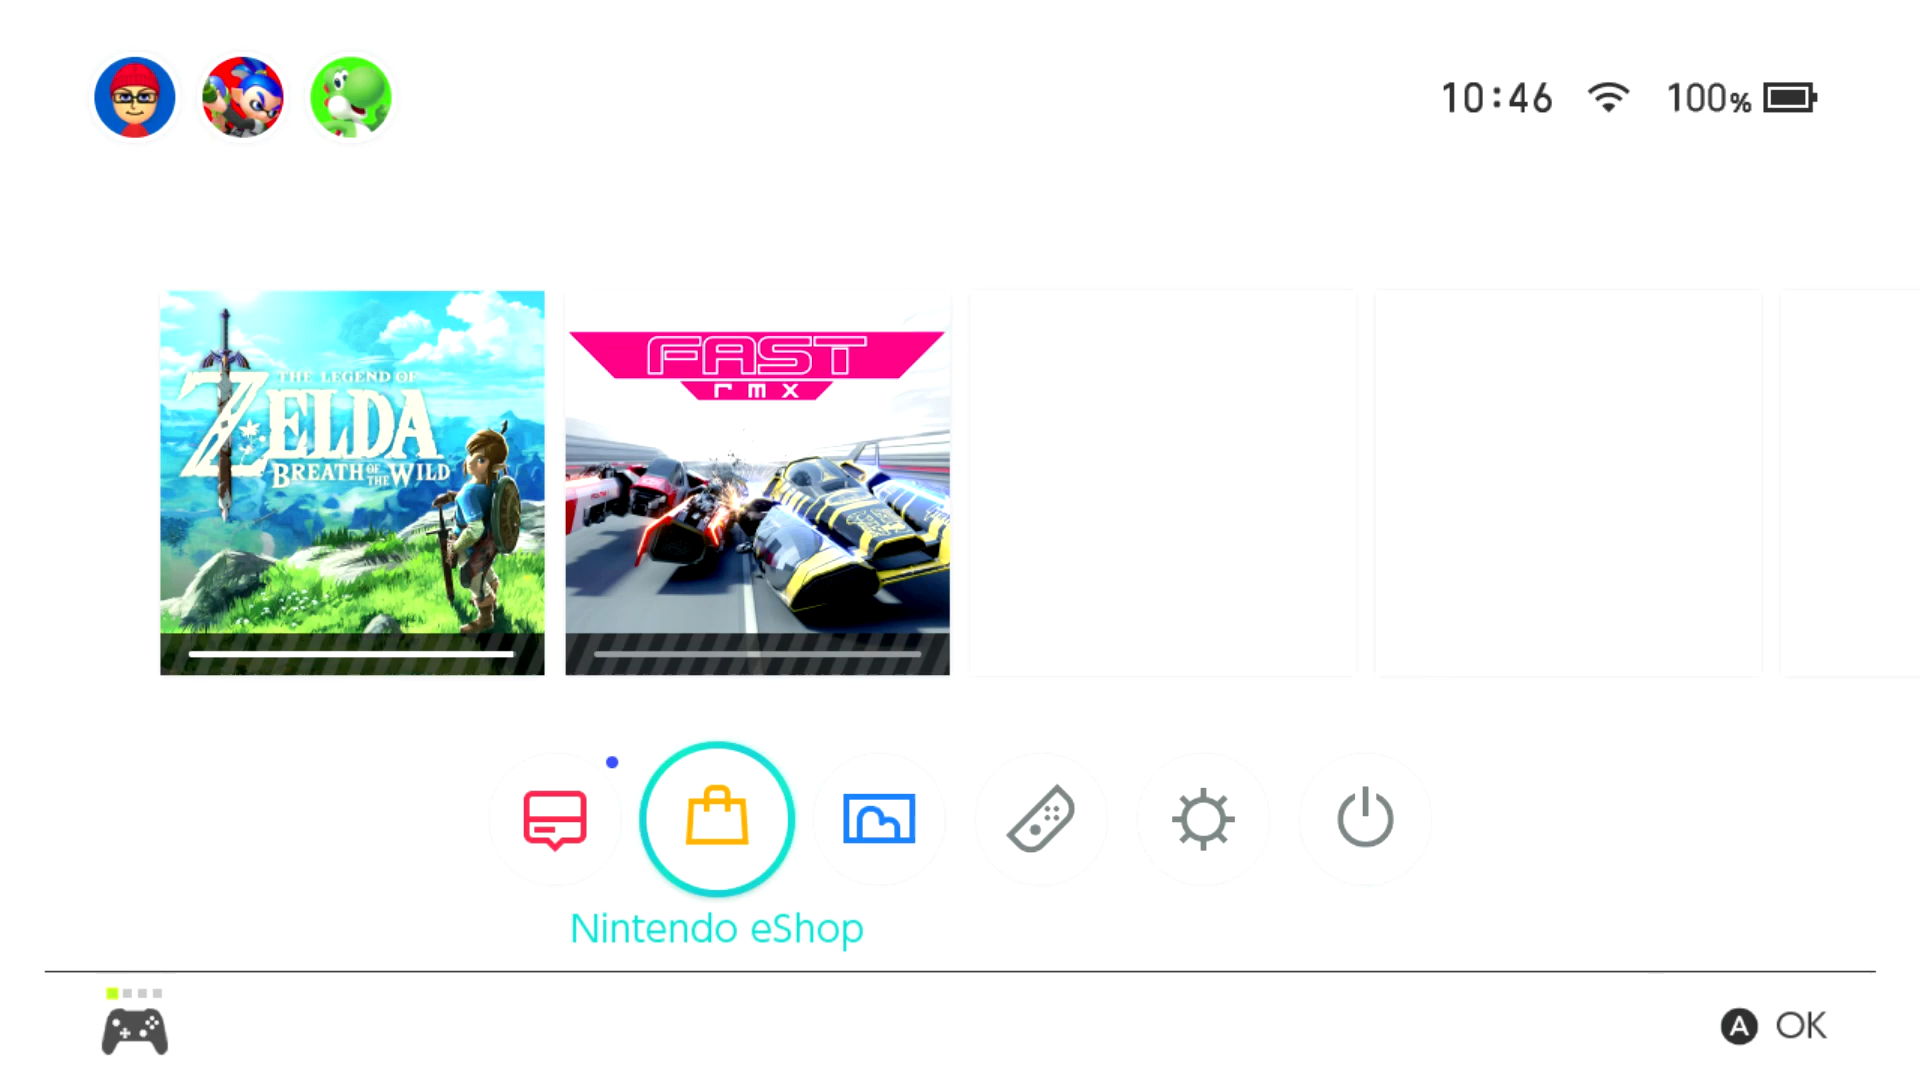 10:46 100%
THE LEGEND OF
ZELDA
BREATH OF THE WILD
FAST
rmx
Nintendo eShop
A OK